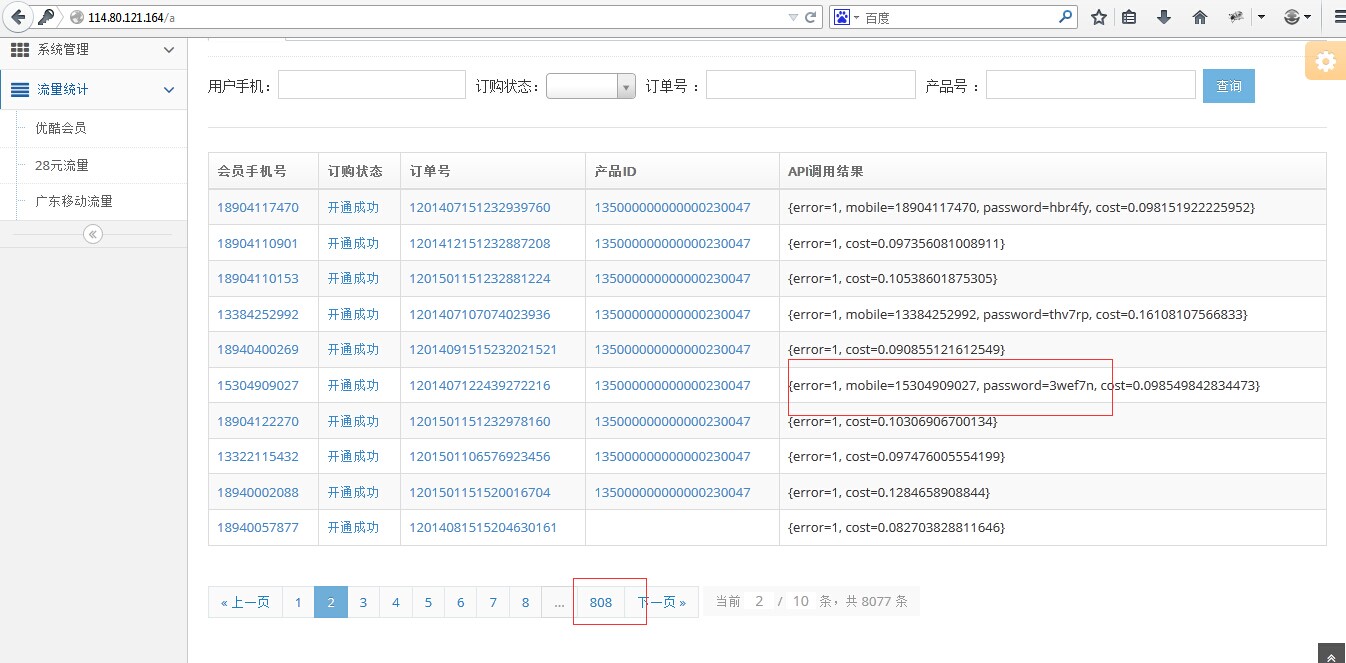 114.80.121.164/a
百度
系统管理
流量统计
优酷会员
28元流量
广东移动流量
用户手机： 订购状态： 订单号 ： 产品号 ： 查询
会员手机号 订购状态 订单号 产品ID API调用结果
18904117470 开通成功 1201407151232939760 135000000000000230047 {error=1, mobile=18904117470, password=hbr4fy, cost=0.098151922225952}
18904110901 开通成功 1201412151232887208 135000000000000230047 {error=1, cost=0.097356081008911}
18904110153 开通成功 1201501151232881224 135000000000000230047 {error=1, cost=0.10538601875305}
13384252992 开通成功 1201407107074023936 135000000000000230047 {error=1, mobile=13384252992, password=thv7rp, cost=0.16108107566833}
18940400269 开通成功 12014091515232021521 135000000000000230047 {error=1, cost=0.090855121612549}
15304909027 开通成功 1201407122439272216 135000000000000230047 {error=1, mobile=15304909027, password=3wef7n, cost=0.098549842834473}
18904122270 开通成功 1201501151232978160 135000000000000230047 {error=1, cost=0.10306906700134}
13322115432 开通成功 1201501106576923456 135000000000000230047 {error=1, cost=0.097476005554199}
18940002088 开通成功 1201501151520016704 135000000000000230047 {error=1, cost=0.1284658908844}
18940057877 开通成功 12014081515204630161 {error=1, cost=0.082703828811646}
« 上一页 1 2 3 4 5 6 7 8 ... 808 下一页 » 当前 2 / 10 条，共 8077 条